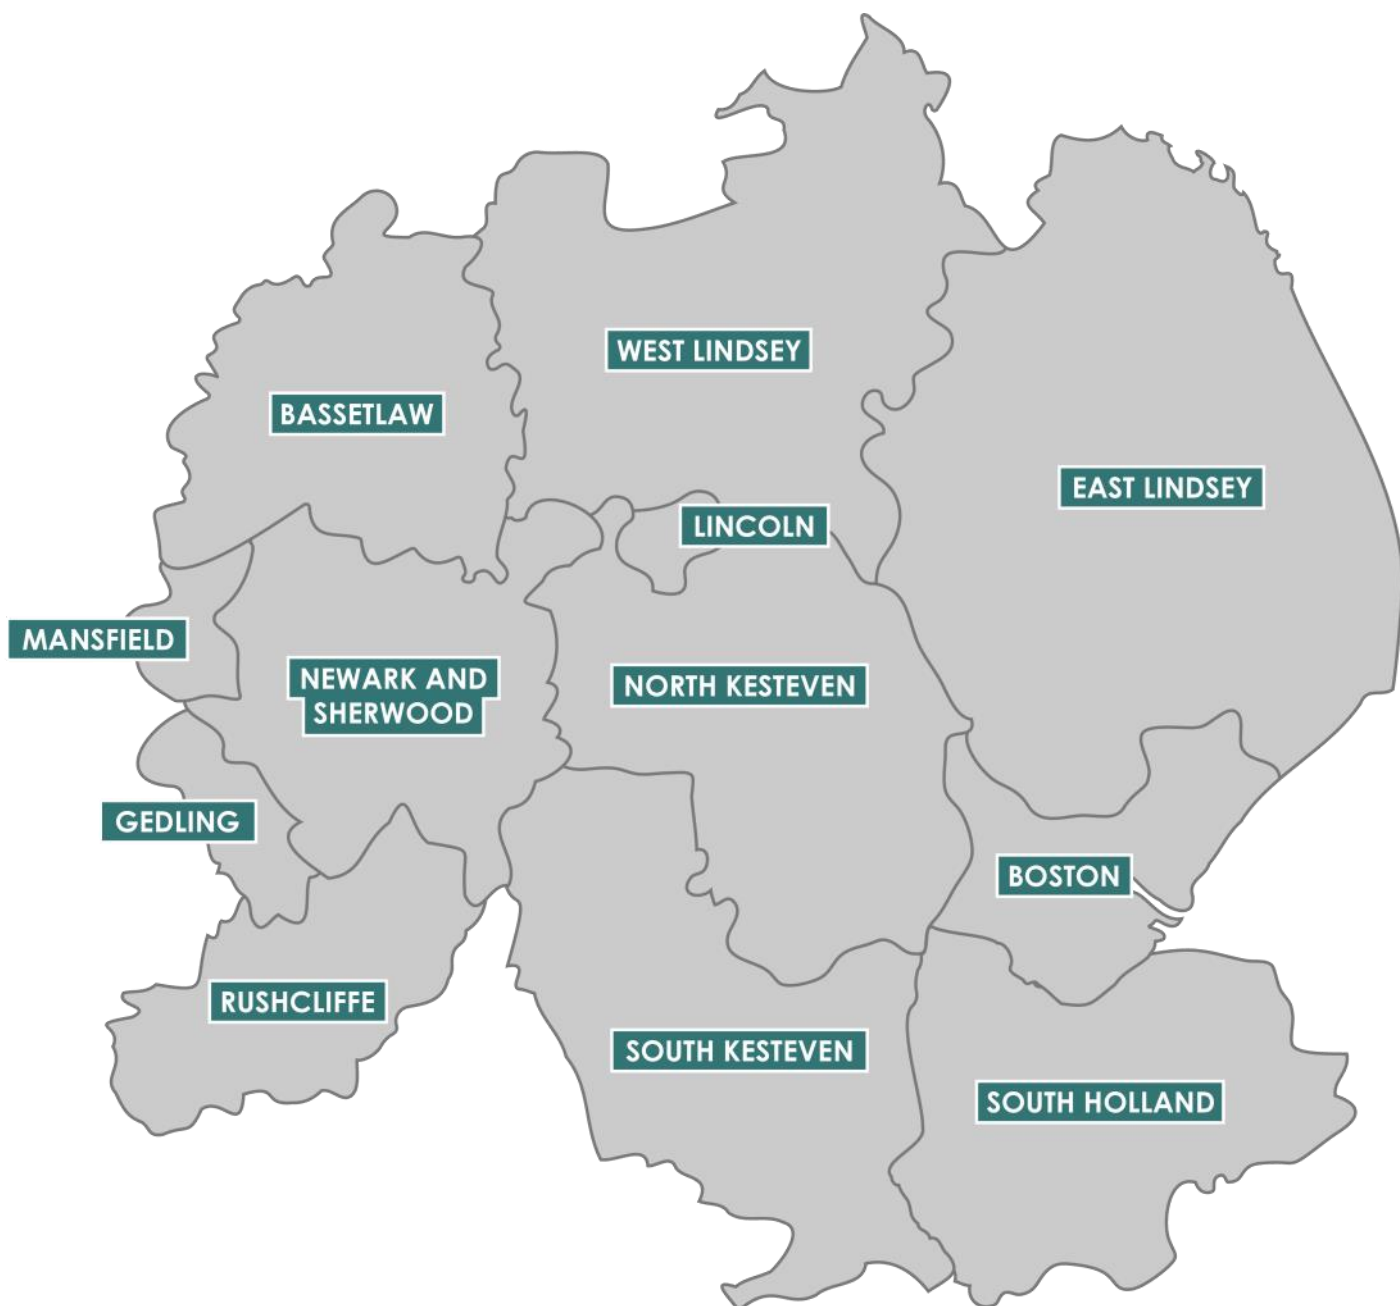 WEST LINDSEY
BASSETLAW
EAST LINDSEY
LINCOLN
MANSFIELD
NEWARK AND
SHERWOOD
NORTH KESTEVEN
GEDLING
BOSTON
RUSHCLIFFE
SOUTH KESTEVEN
SOUTH HOLLAND